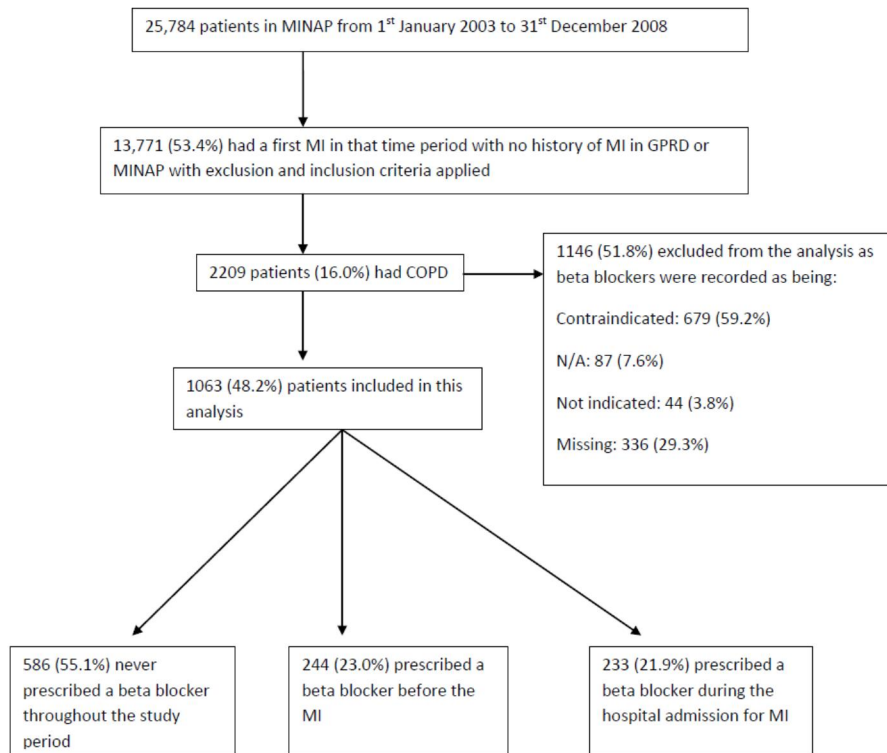 25,784 patients in MINAP from 1st January 2003 to 31st December 2008
13,771 (53.4%) had a first MI in that time period with no history of MI in GPRD or
MINAP with exclusion and inclusion criteria applied
2209 patients (16.0%) had COPD
1146 (51.8%) excluded from the analysis as
beta blockers were recorded as being:
Contraindicated: 679 (59.2%)
N/A: 87 (7.6%)
Not indicated: 44 (3.8%)
Missing: 336 (29.3%)
1063 (48.2%) patients included in this
analysis
586 (55.1%) never
prescribed a beta blocker
throughout the study
period
244 (23.0%) prescribed a
beta blocker before the
MI
233 (21.9%) prescribed a
beta blocker during the
hospital admission for MI